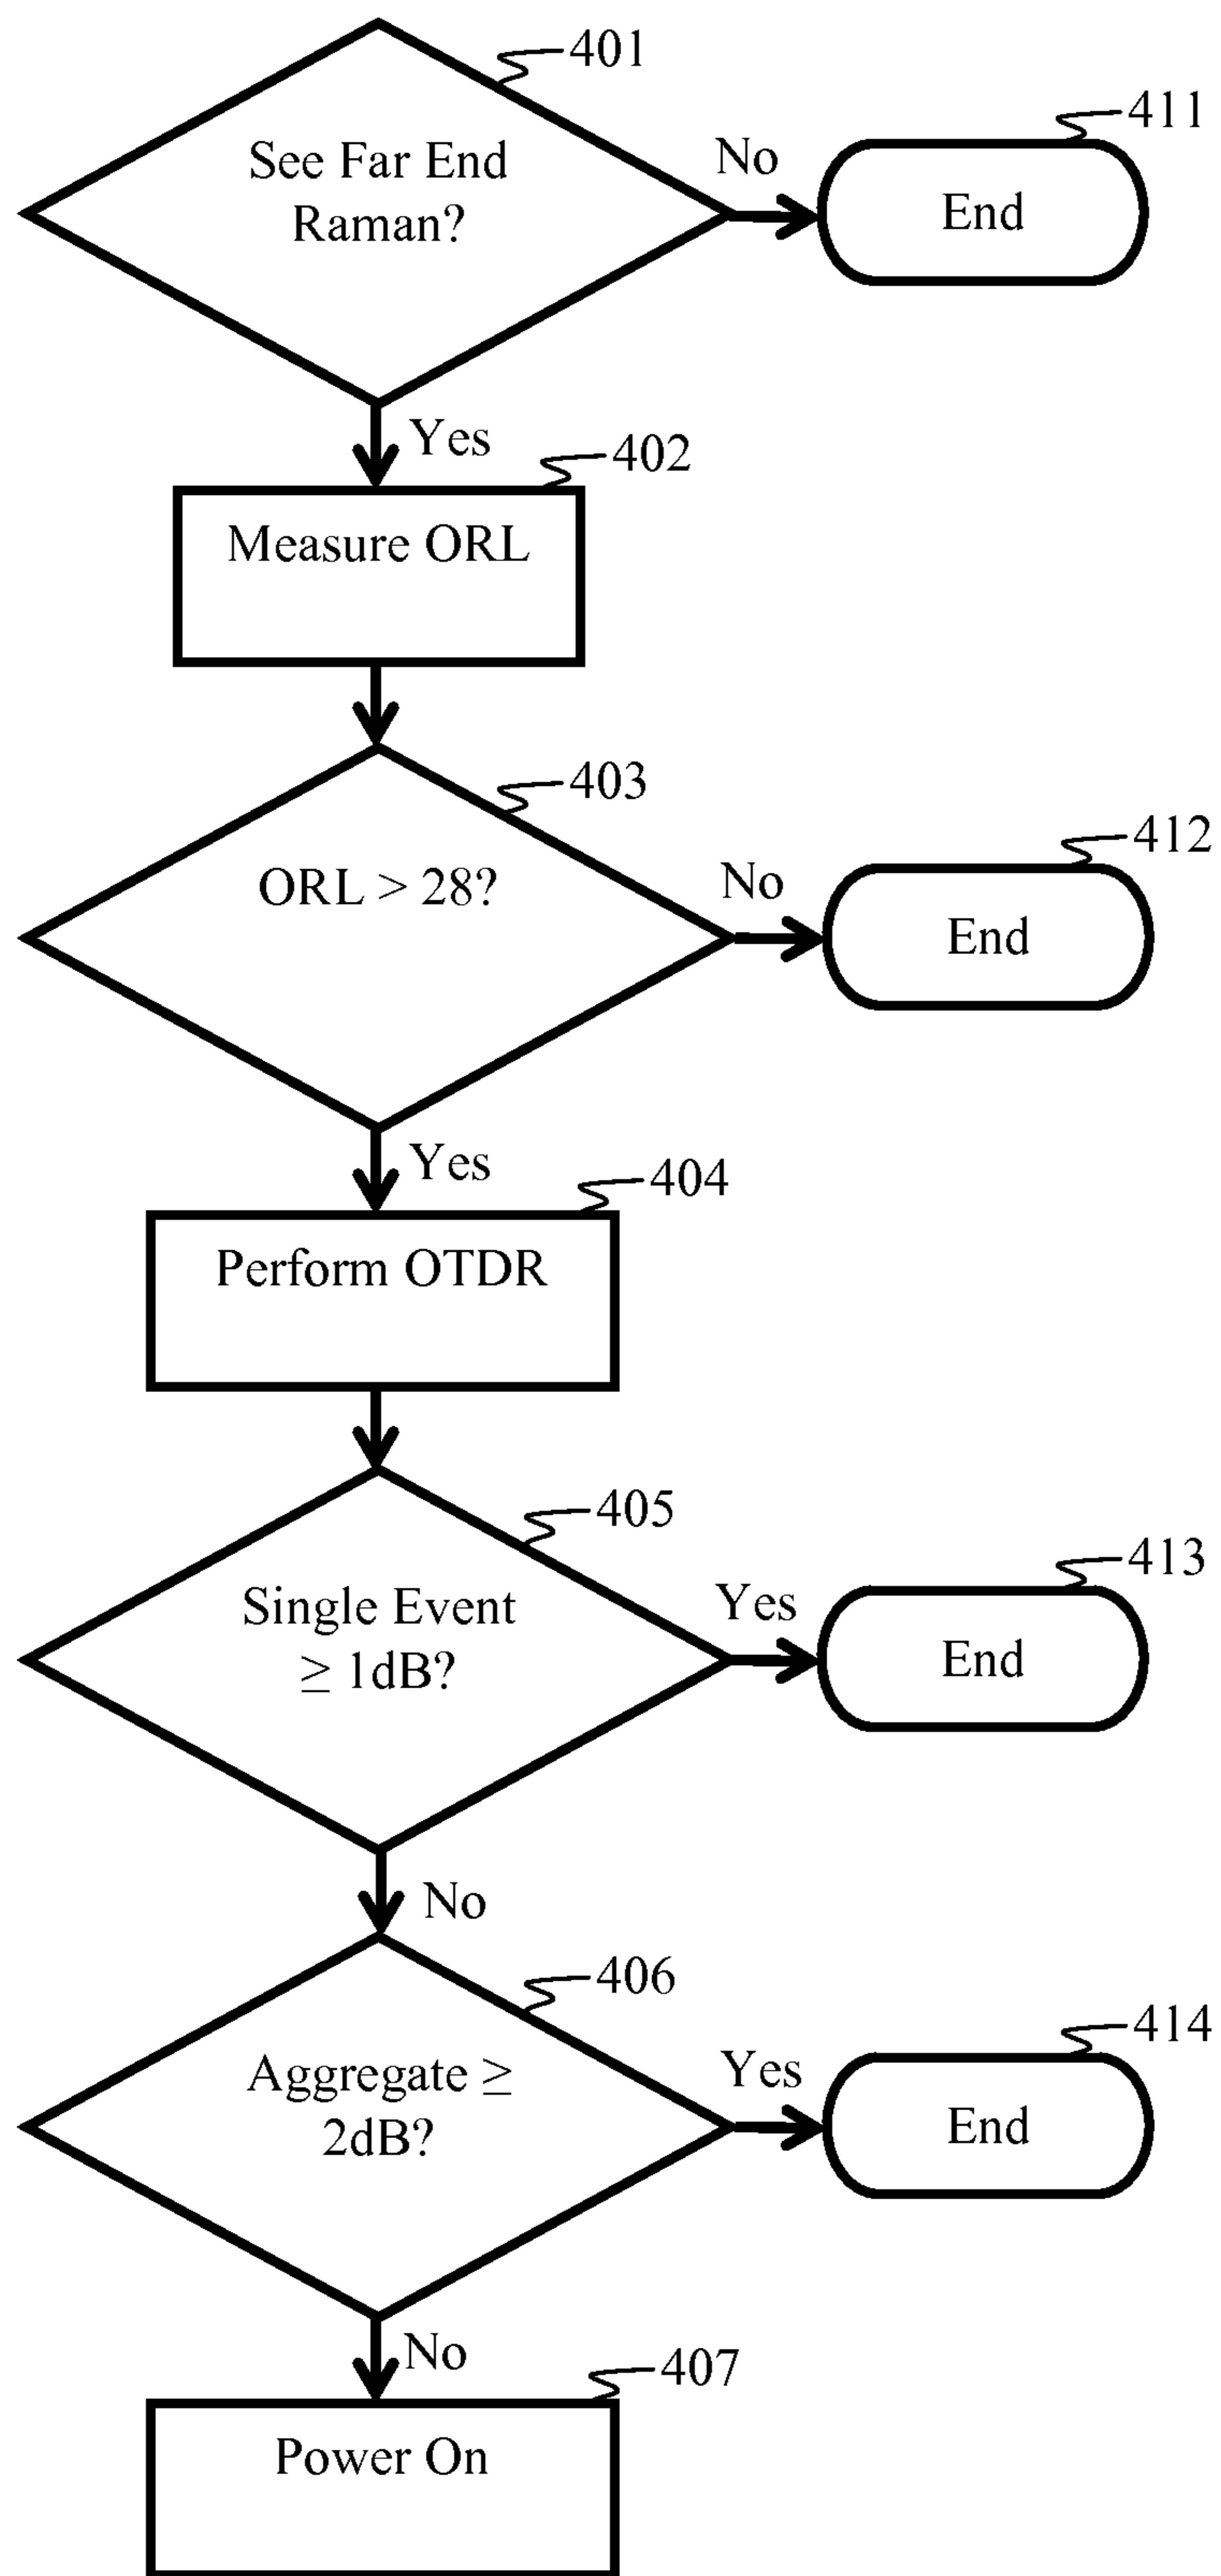 401
See Far End
Raman?
No
411
End
Yes
402
Measure ORL
403
ORL > 28?
No
412
End
Yes
404
Perform OTDR
405
Single Event
≥ 1dB?
Yes
413
End
No
406
Aggregate ≥
2dB?
Yes
414
End
No
407
Power On